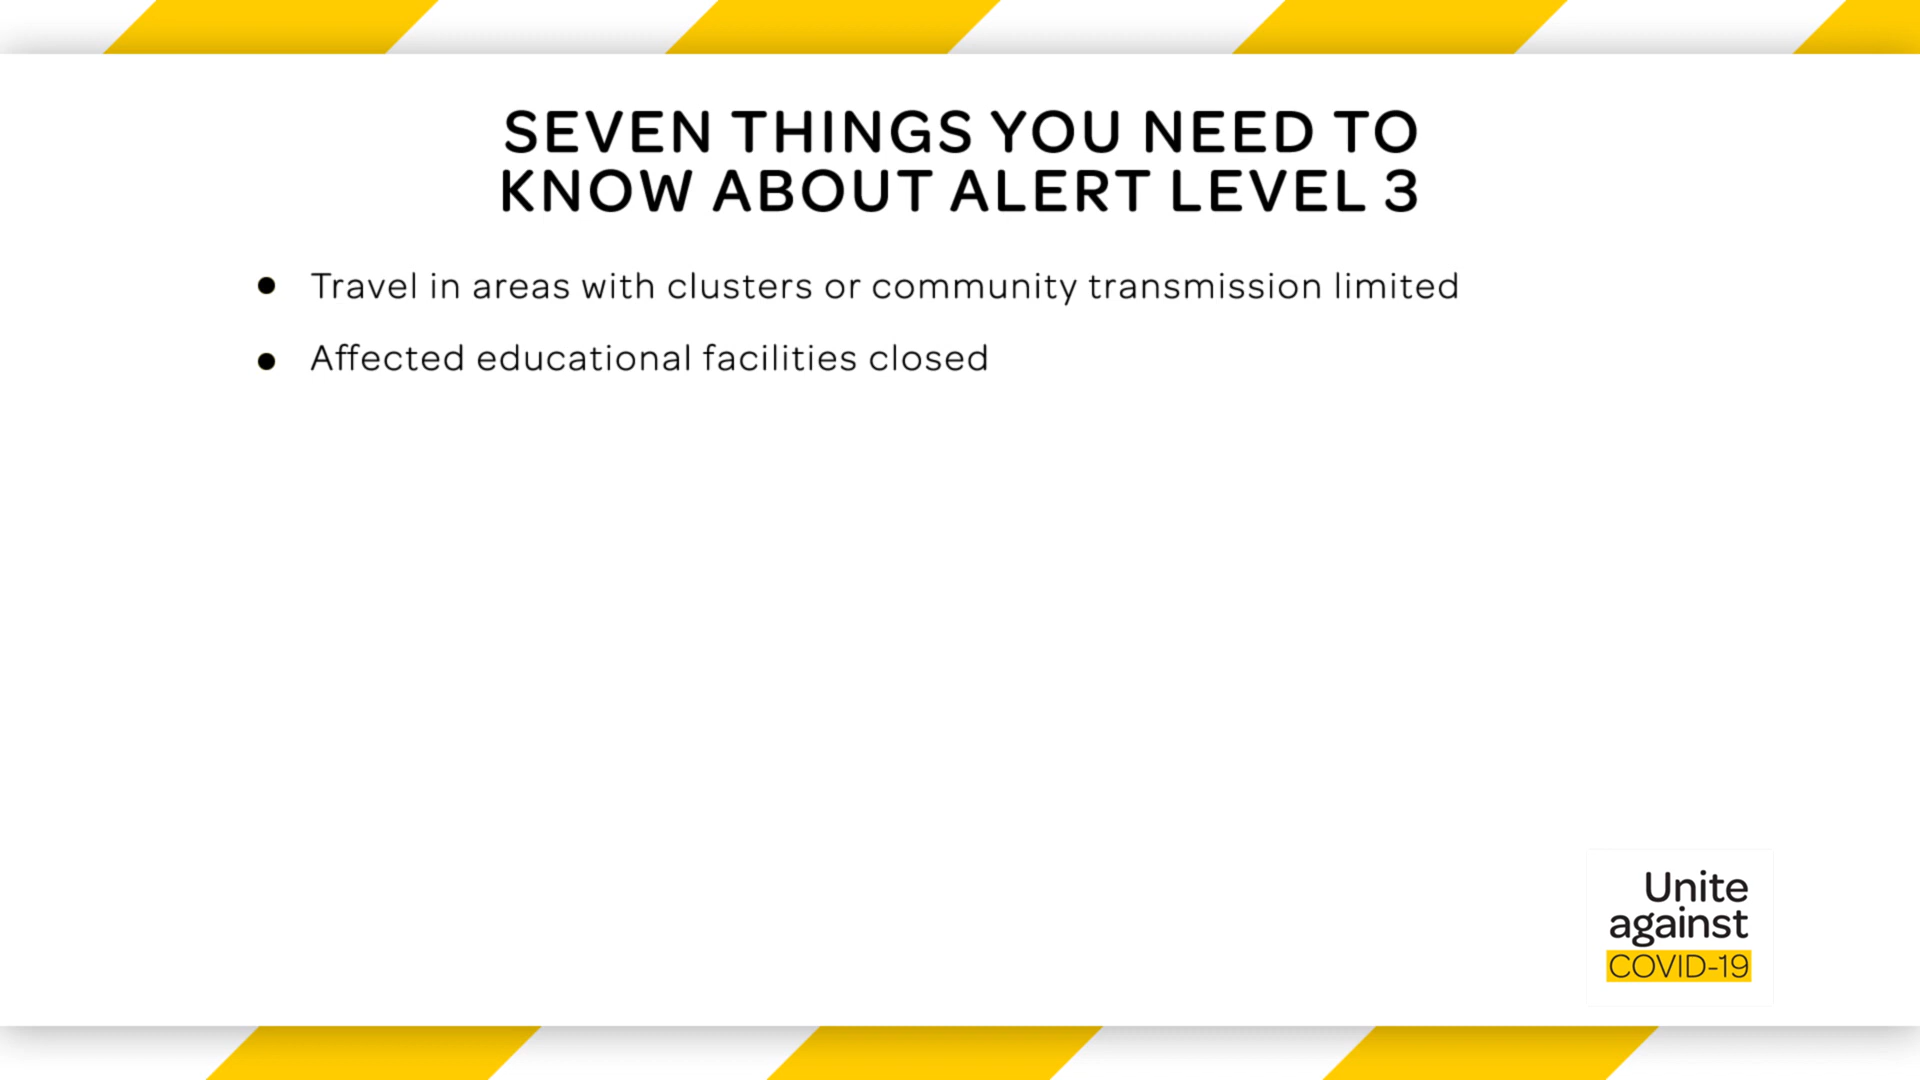 SEVEN THINGS YOU NEED TO
KNOW ABOUT ALERT LEVEL 3
● Travel in areas with clusters or community transmission limited
● Affected educational facilities closed
Unite
against
COVID-19